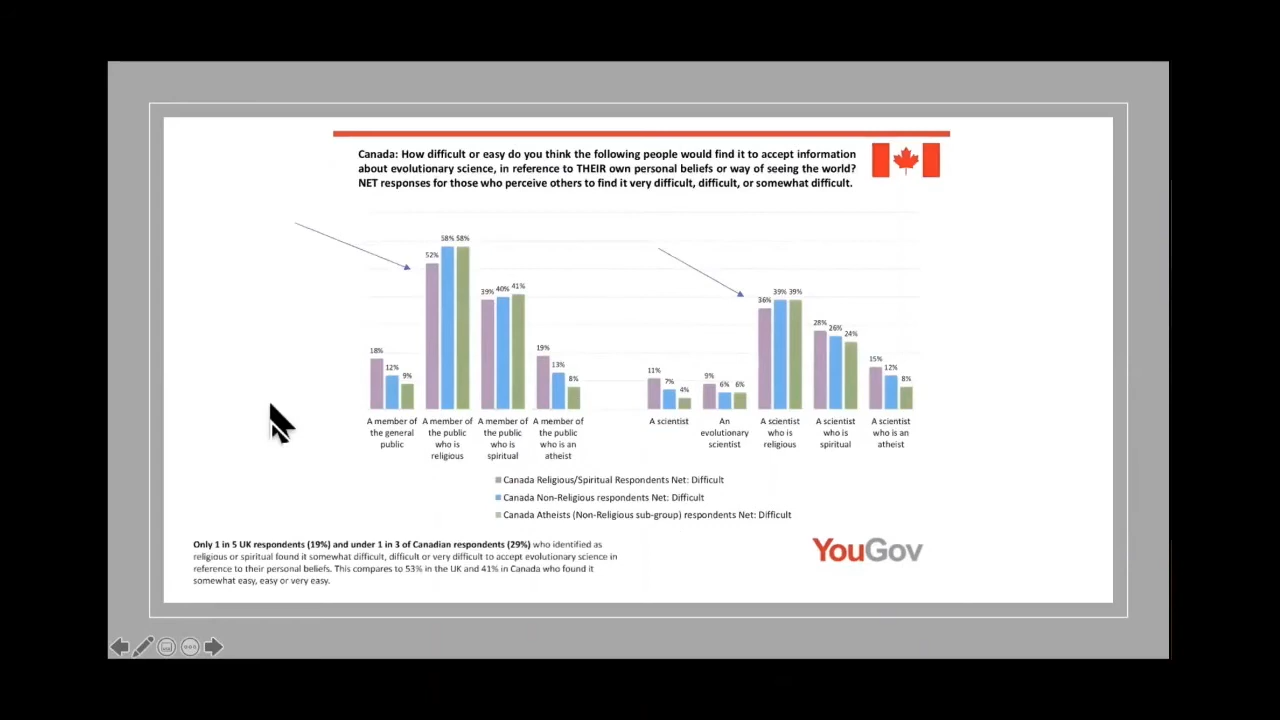 Canada: How difficult or easy do you think the following people would find it to accept information
about evolutionary science, in reference to THEIR own personal beliefs or way of seeing the world?
NET responses for those who perceive others to find it very difficult, difficult, or somewhat difficult.
18% 12% 9%
52% 58% 58%
39% 40% 41%
19% 13% 8%
11% 7% 4%
9% 6% 6%
36% 39% 39%
28% 26% 24%
15% 12% 8%
A member of
the general
public
A member of
the public
who is
religious
A member of
the public
who is
spiritual
A member of
the public
who is an
atheist
A scientist
An
evolutionary
scientist
A scientist
who is
religious
A scientist
who is
spiritual
A scientist
who is an
atheist
Canada Religious/Spiritual Respondents Net: Difficult
Canada Non-Religious respondents Net: Difficult
Canada Atheists (Non-Religious sub-group) respondents Net: Difficult
Only 1 in 5 UK respondents (19%) and under 1 in 3 of Canadian respondents (29%) who identified as
religious or spiritual found it somewhat difficult, difficult or very difficult to accept evolutionary science in
reference to their personal beliefs. This compares to 53% in the UK and 41% in Canada who found it
somewhat easy, easy or very easy.
YouGov